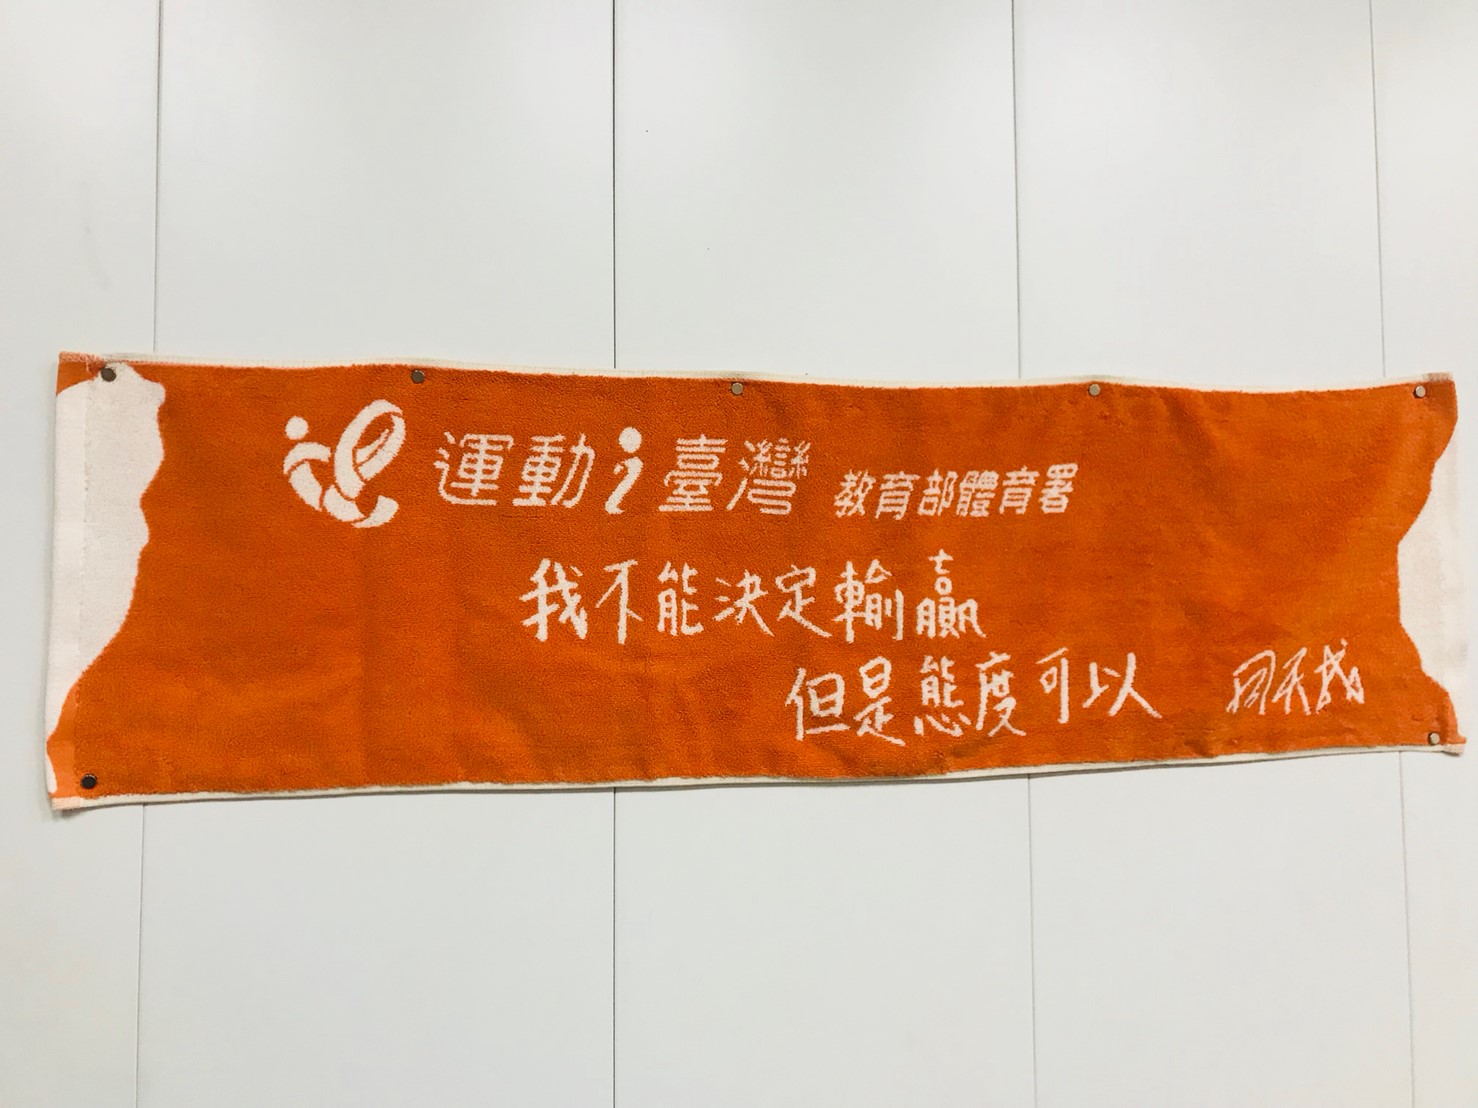 運動i臺灣 教育部體育署
我不能決定輸贏
但是態度可以 周天成